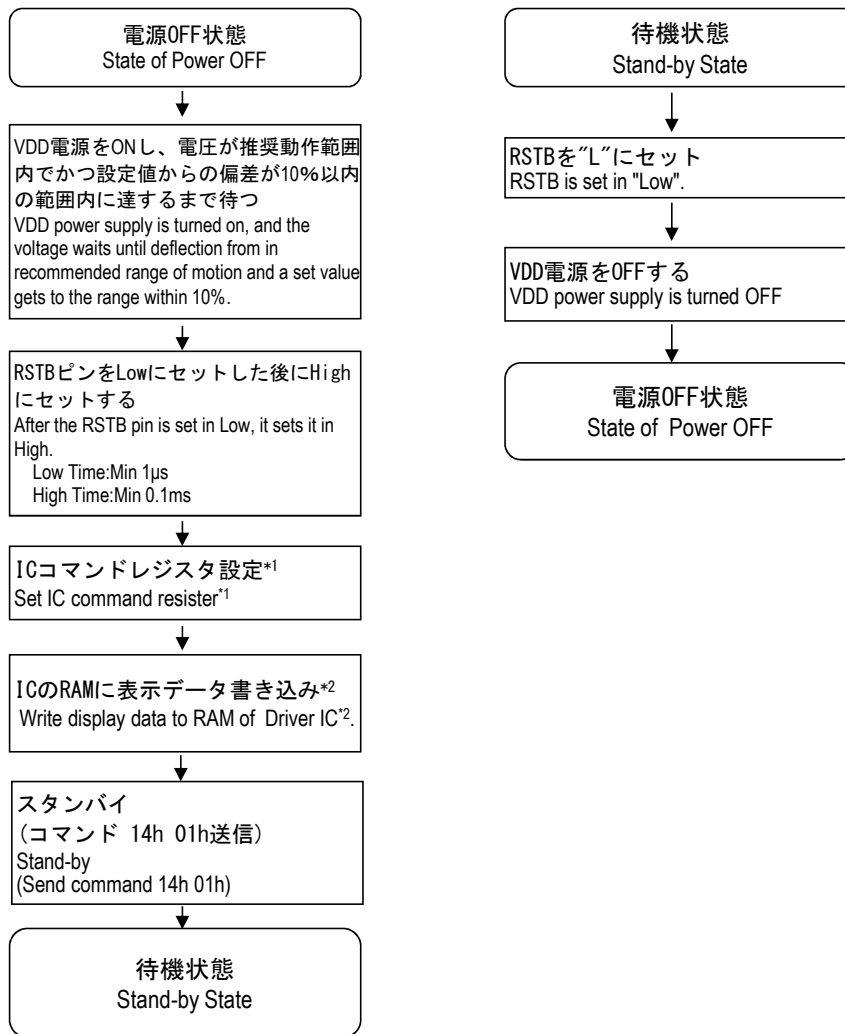 電源OFF状態
State of Power OFF
VDD電源をONし、電圧が推奨動作範囲
内でかつ設定値からの偏差が10%以内
の範囲内に達するまで待つ
VDD power supply is turned on, and the
voltage waits until deflection from in
recommended range of motion and a set value
gets to the range within 10%.
RSTBピンをLowにセットした後にHigh
にセットする
After the RSTB pin is set in Low, it sets it in
High.
Low Time:Min 1μs
High Time:Min 0.1ms
ICコマンドレジスタ設定*1
Set IC command resister*1
ICのRAMに表示データ書き込み*2
Write display data to RAM of Driver IC*2.
スタンバイ
(コマンド 14h 01h送信)
Stand-by
(Send command 14h 01h)
待機状態
Stand-by State
待機状態
Stand-by State
RSTBを"L"にセット
RSTB is set in "Low".
VDD電源をOFFする
VDD power supply is turned OFF
電源OFF状態
State of Power OFF